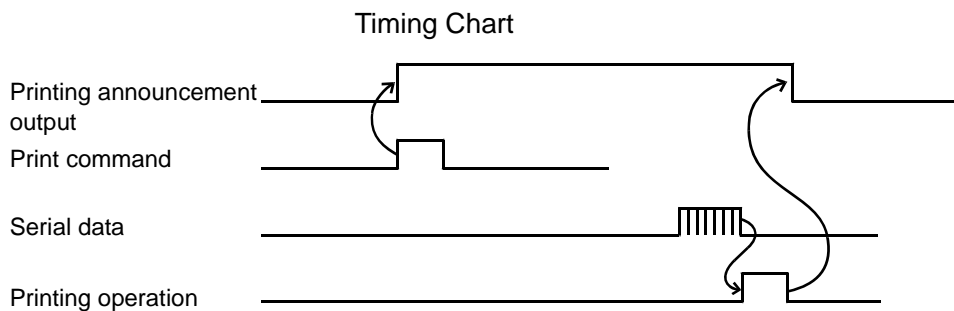 Timing Chart
Printing announcement
output
Print command
Serial data
Printing operation